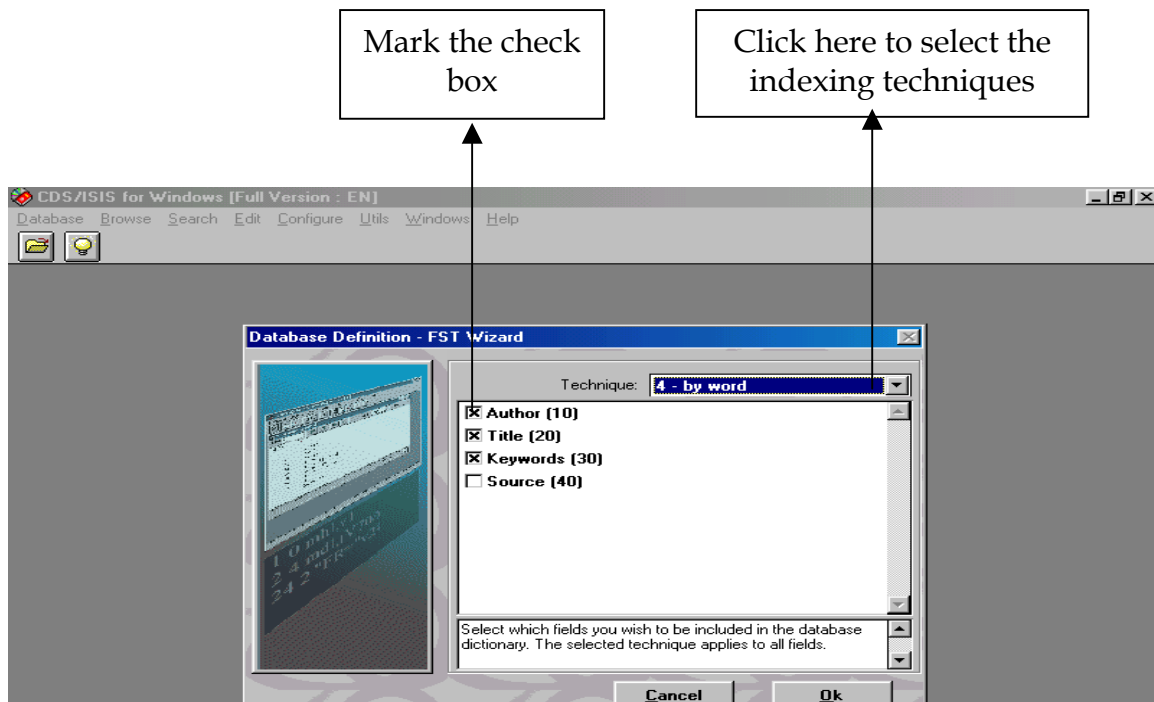 Mark the check
box
Click here to select the
indexing techniques
CDS/ISIS for Windows [Full Version : EN]
Database Browse Search Edit Configure Utils Windows Help
Database Definition - FST Wizard
Technique: 4 - by word
Author (10)
Title (20)
Keywords (30)
Source (40)
Select which fields you wish to be included in the database
dictionary. The selected technique applies to all fields.
Cancel Ok